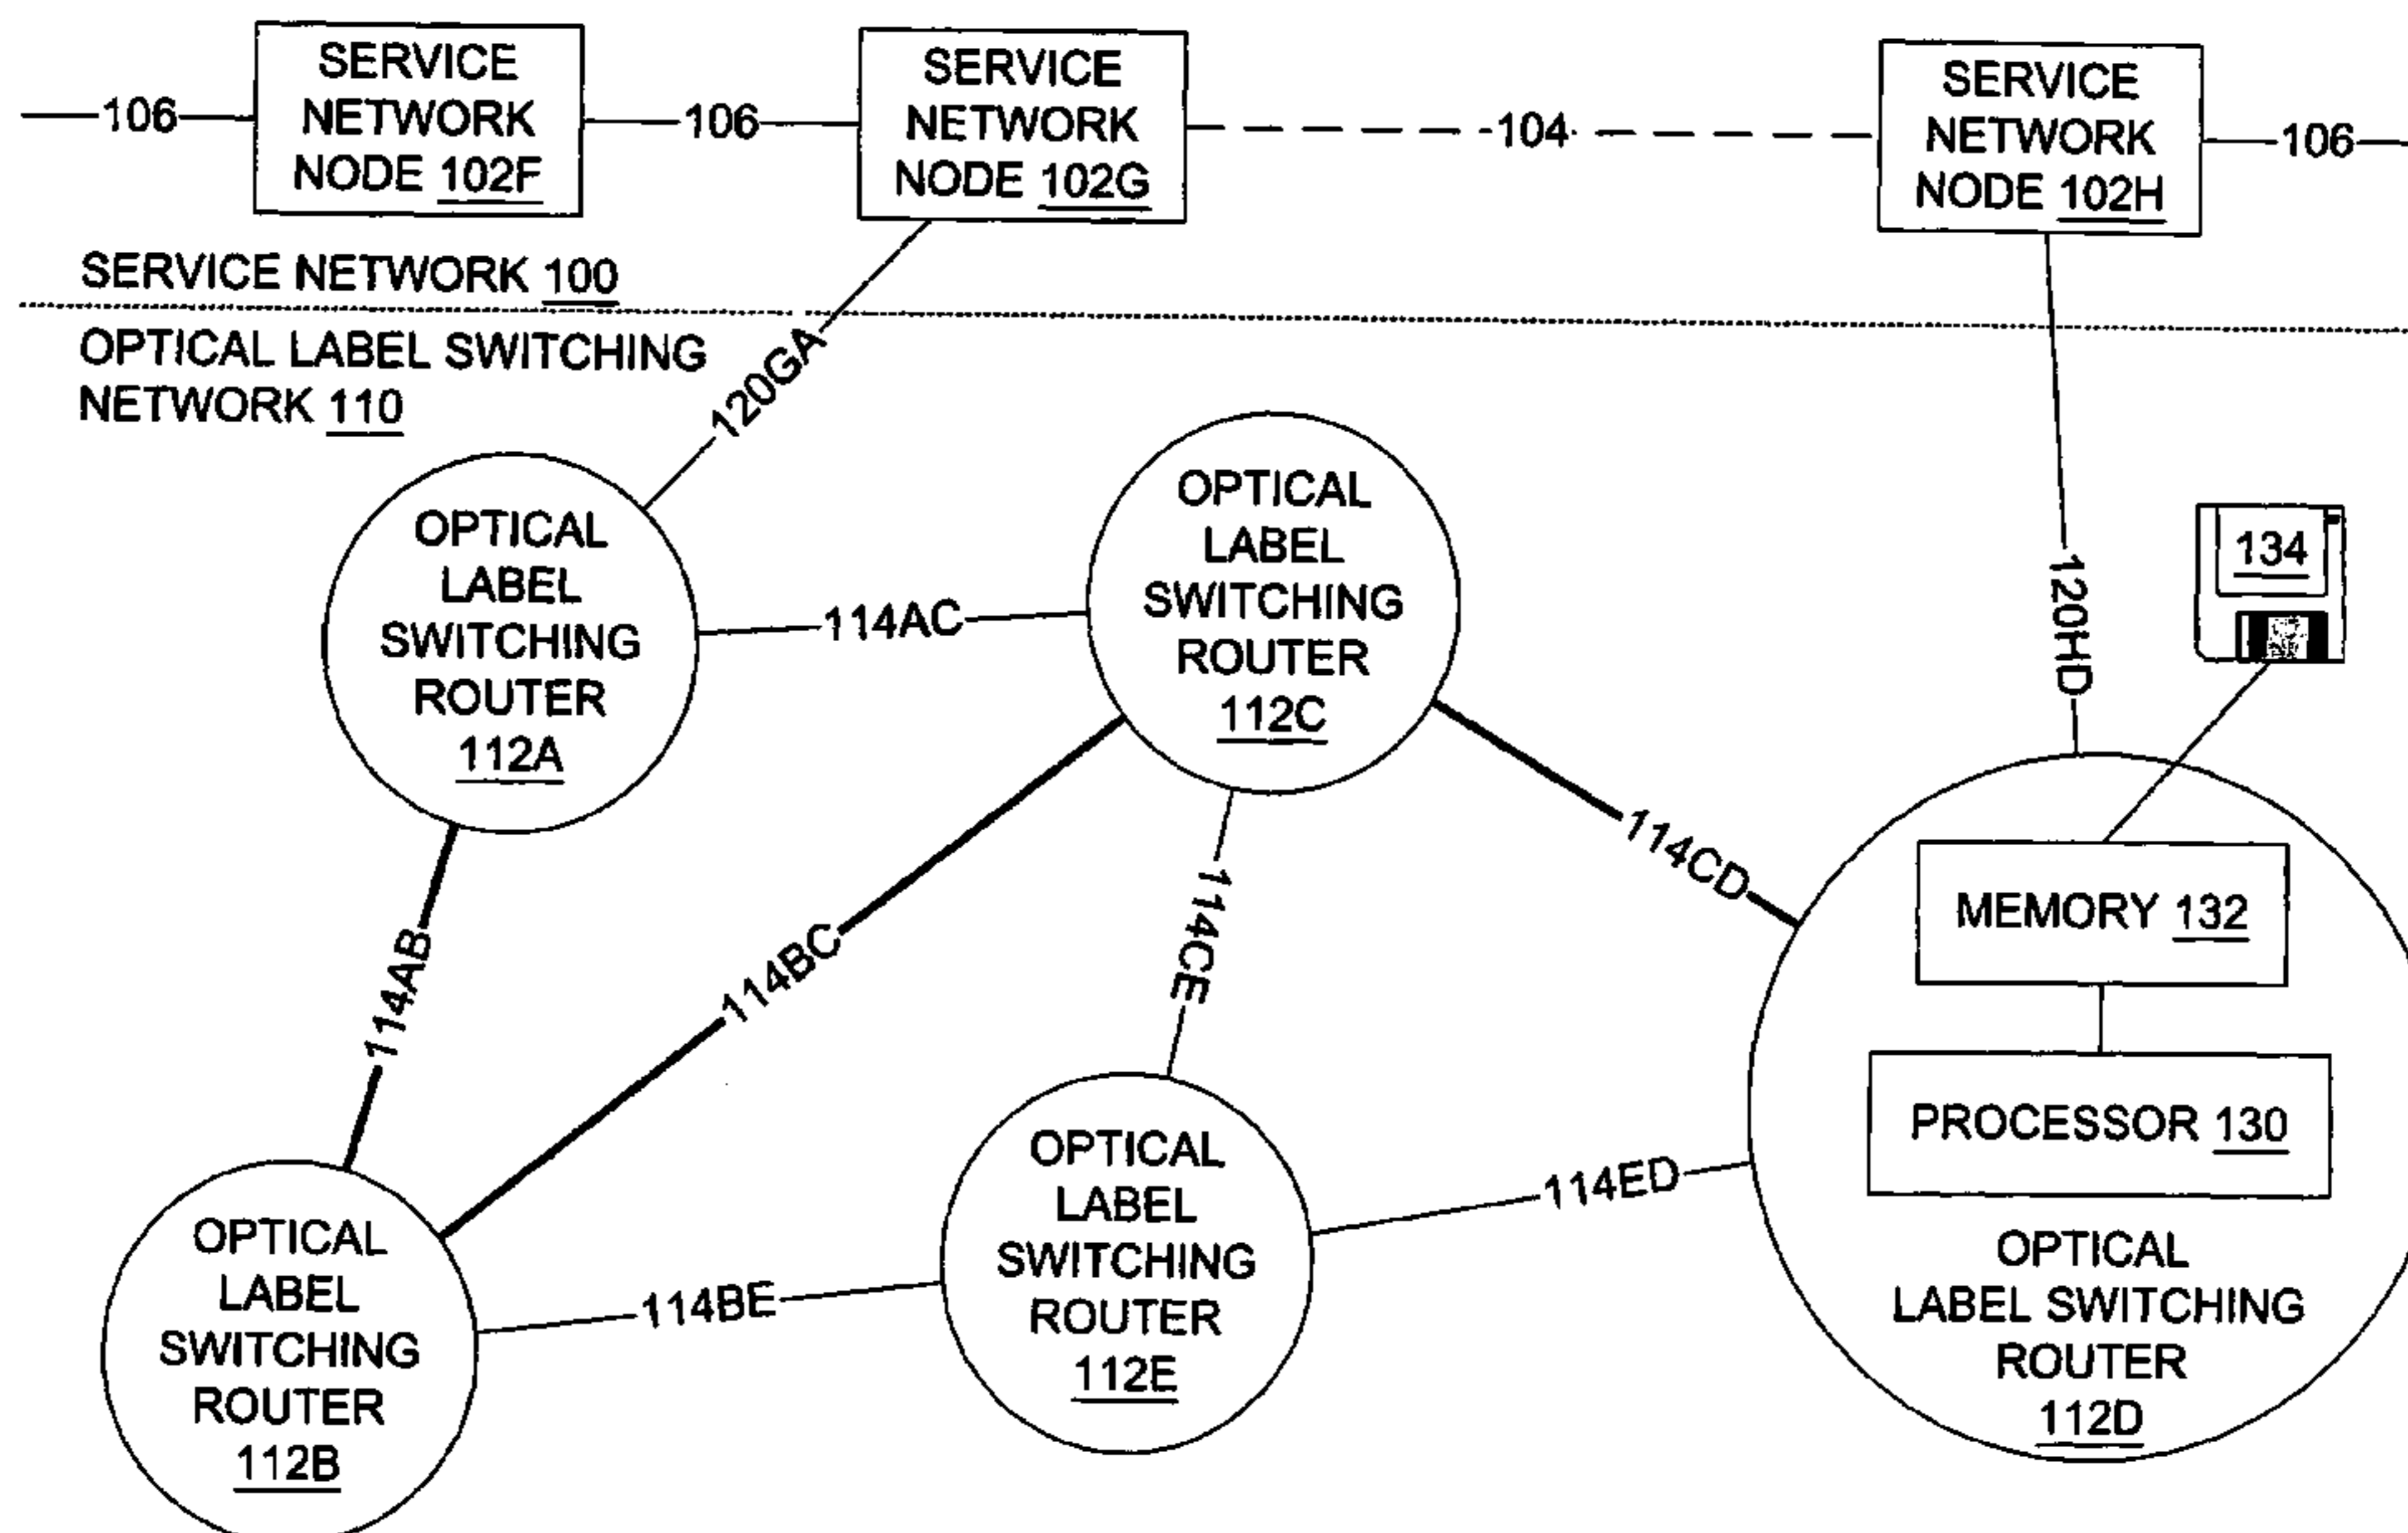 106
SERVICE
NETWORK
NODE 102F
106
SERVICE
NETWORK
NODE 102G
104
SERVICE
NETWORK
NODE 102H
106
SERVICE NETWORK 100
OPTICAL LABEL SWITCHING
NETWORK 110
120GA
120HD
134
OPTICAL
LABEL
SWITCHING
ROUTER
112A
114AC
OPTICAL
LABEL
SWITCHING
ROUTER
112C
114AB
114BC
114CE
114CD
MEMORY 132
PROCESSOR 130
OPTICAL
LABEL SWITCHING
ROUTER
112D
OPTICAL
LABEL
SWITCHING
ROUTER
112B
114BE
OPTICAL
LABEL
SWITCHING
ROUTER
112E
114ED